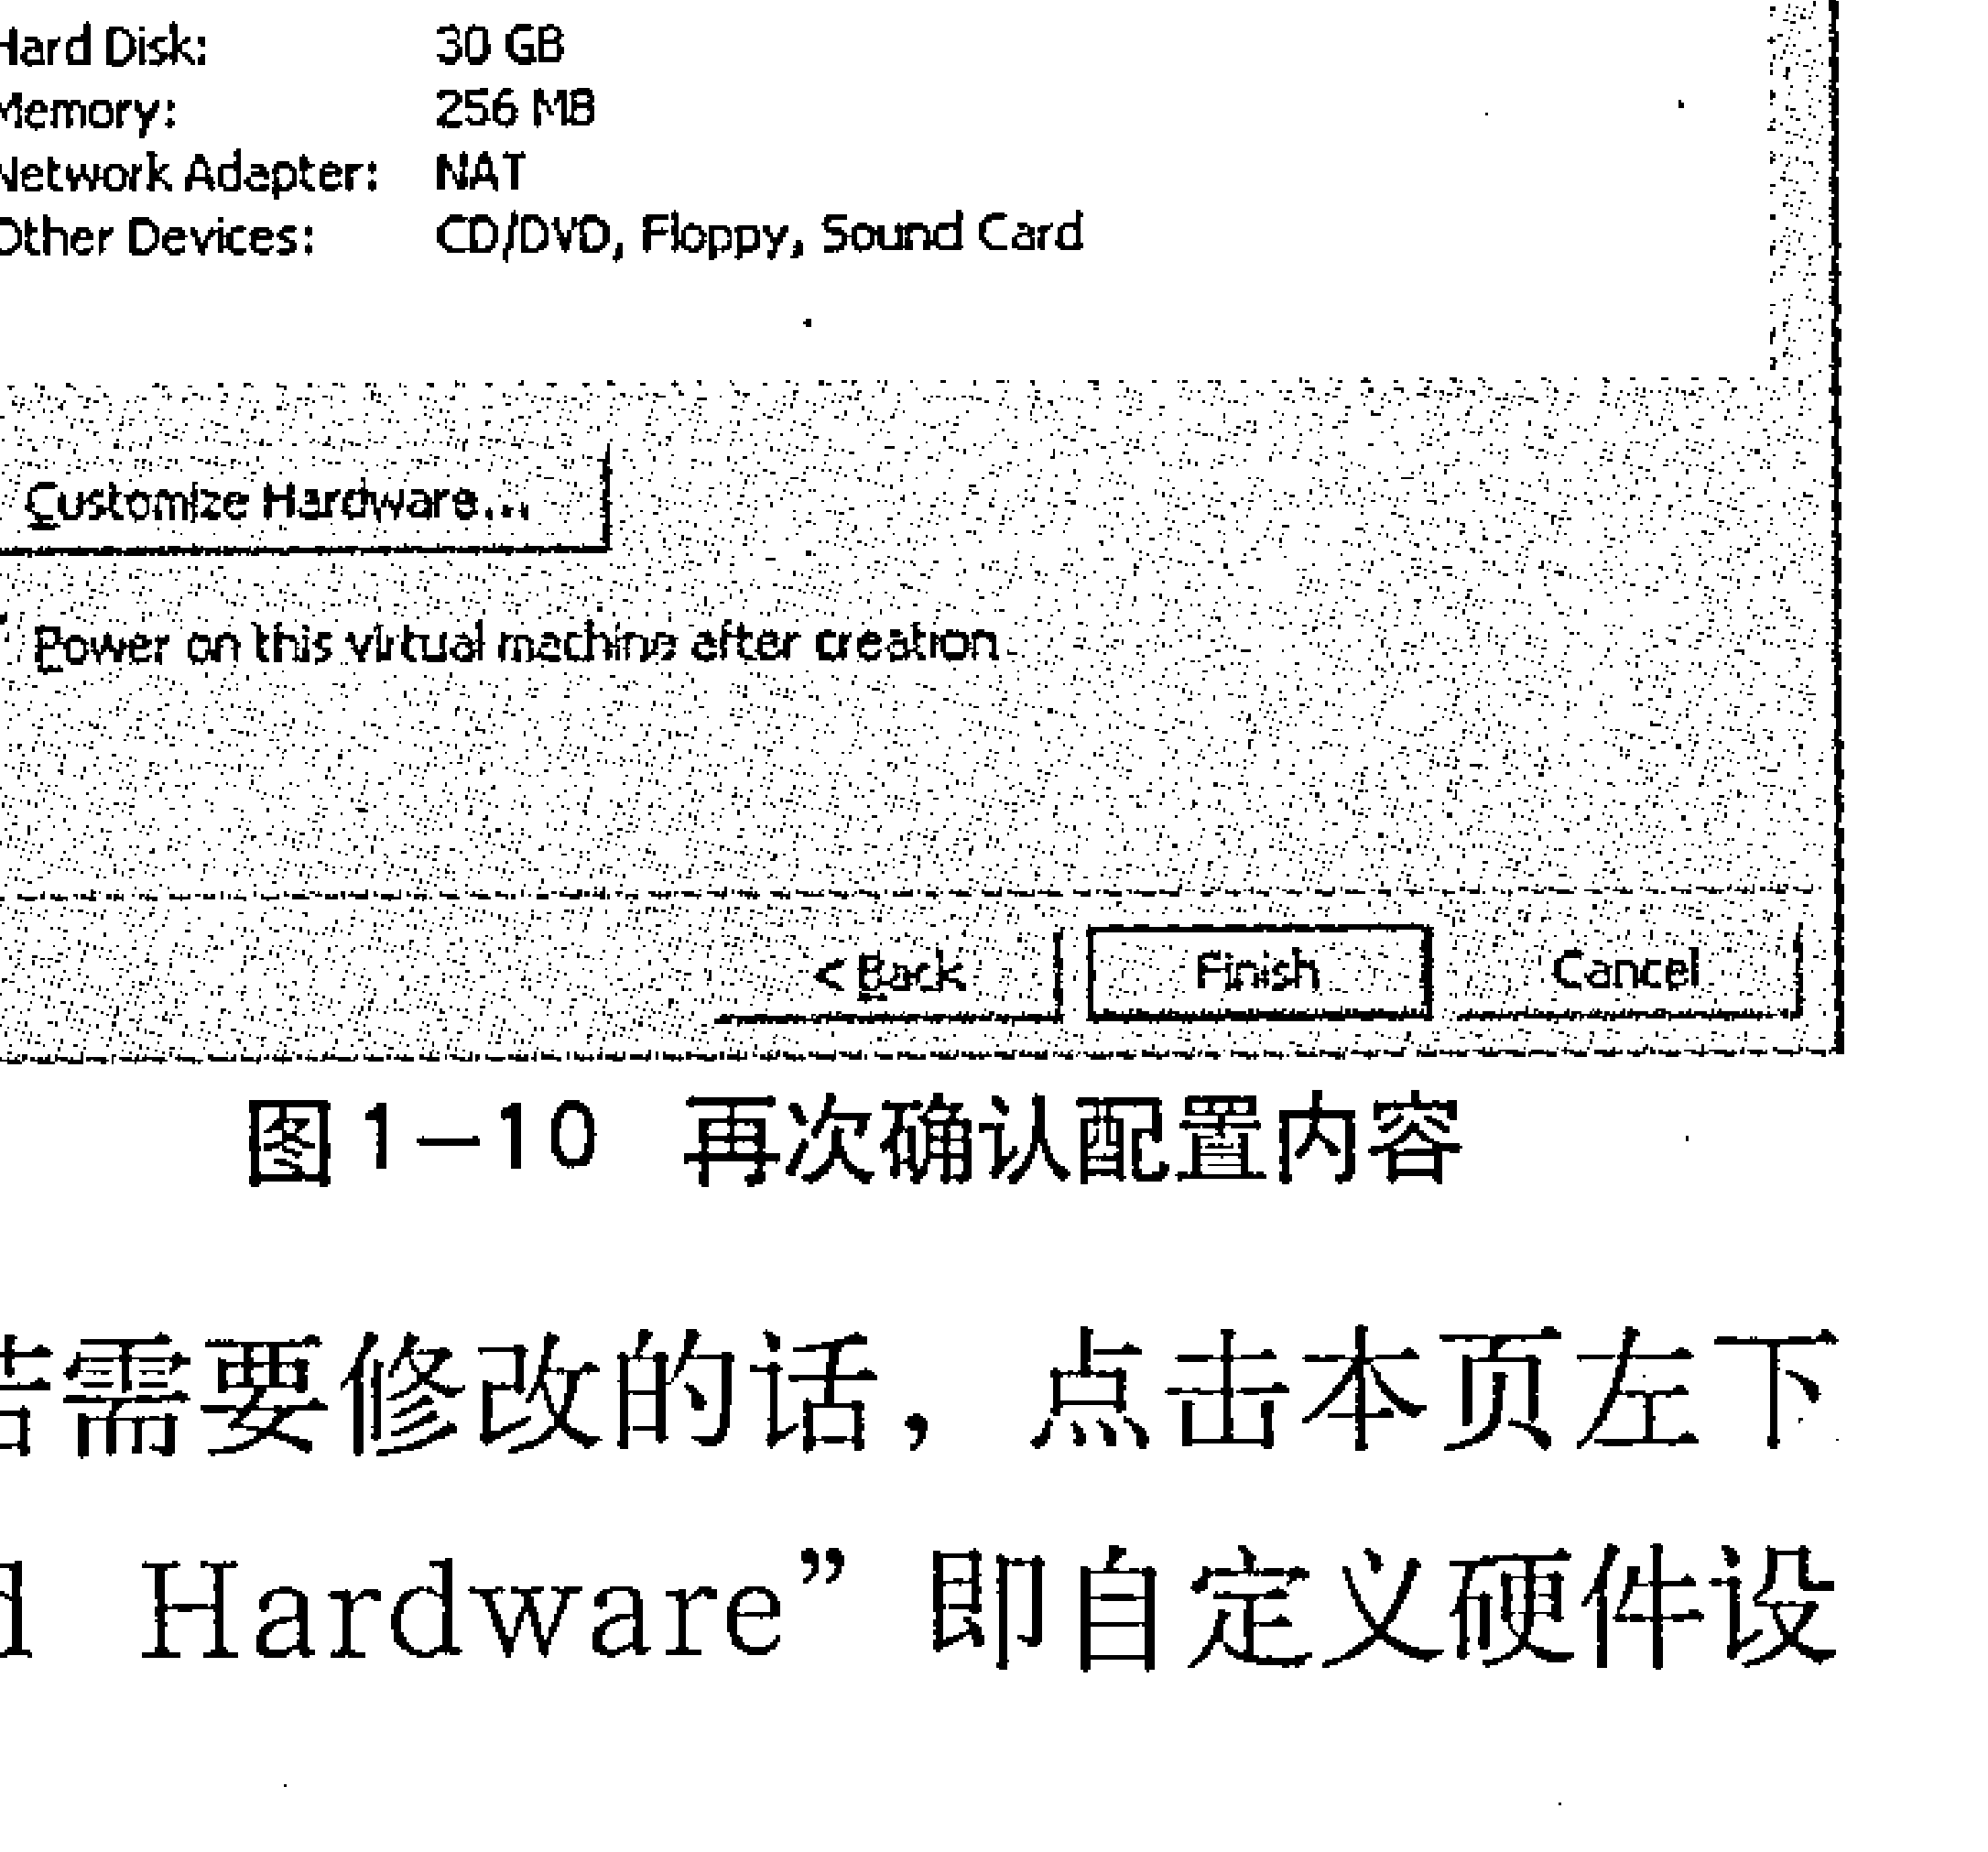 Hard Disk: 30 GB
Memory: 256 MB
Network Adapter: NAT
Other Devices: CD/DVD, Floppy, Sound Card
Customize Hardware...
Power on this virtual machine after creation
< Back Finish Cancel
图1-10 再次确认配置内容
若需要修改的话，点击本页左下
d Hardware”即自定义硬件设